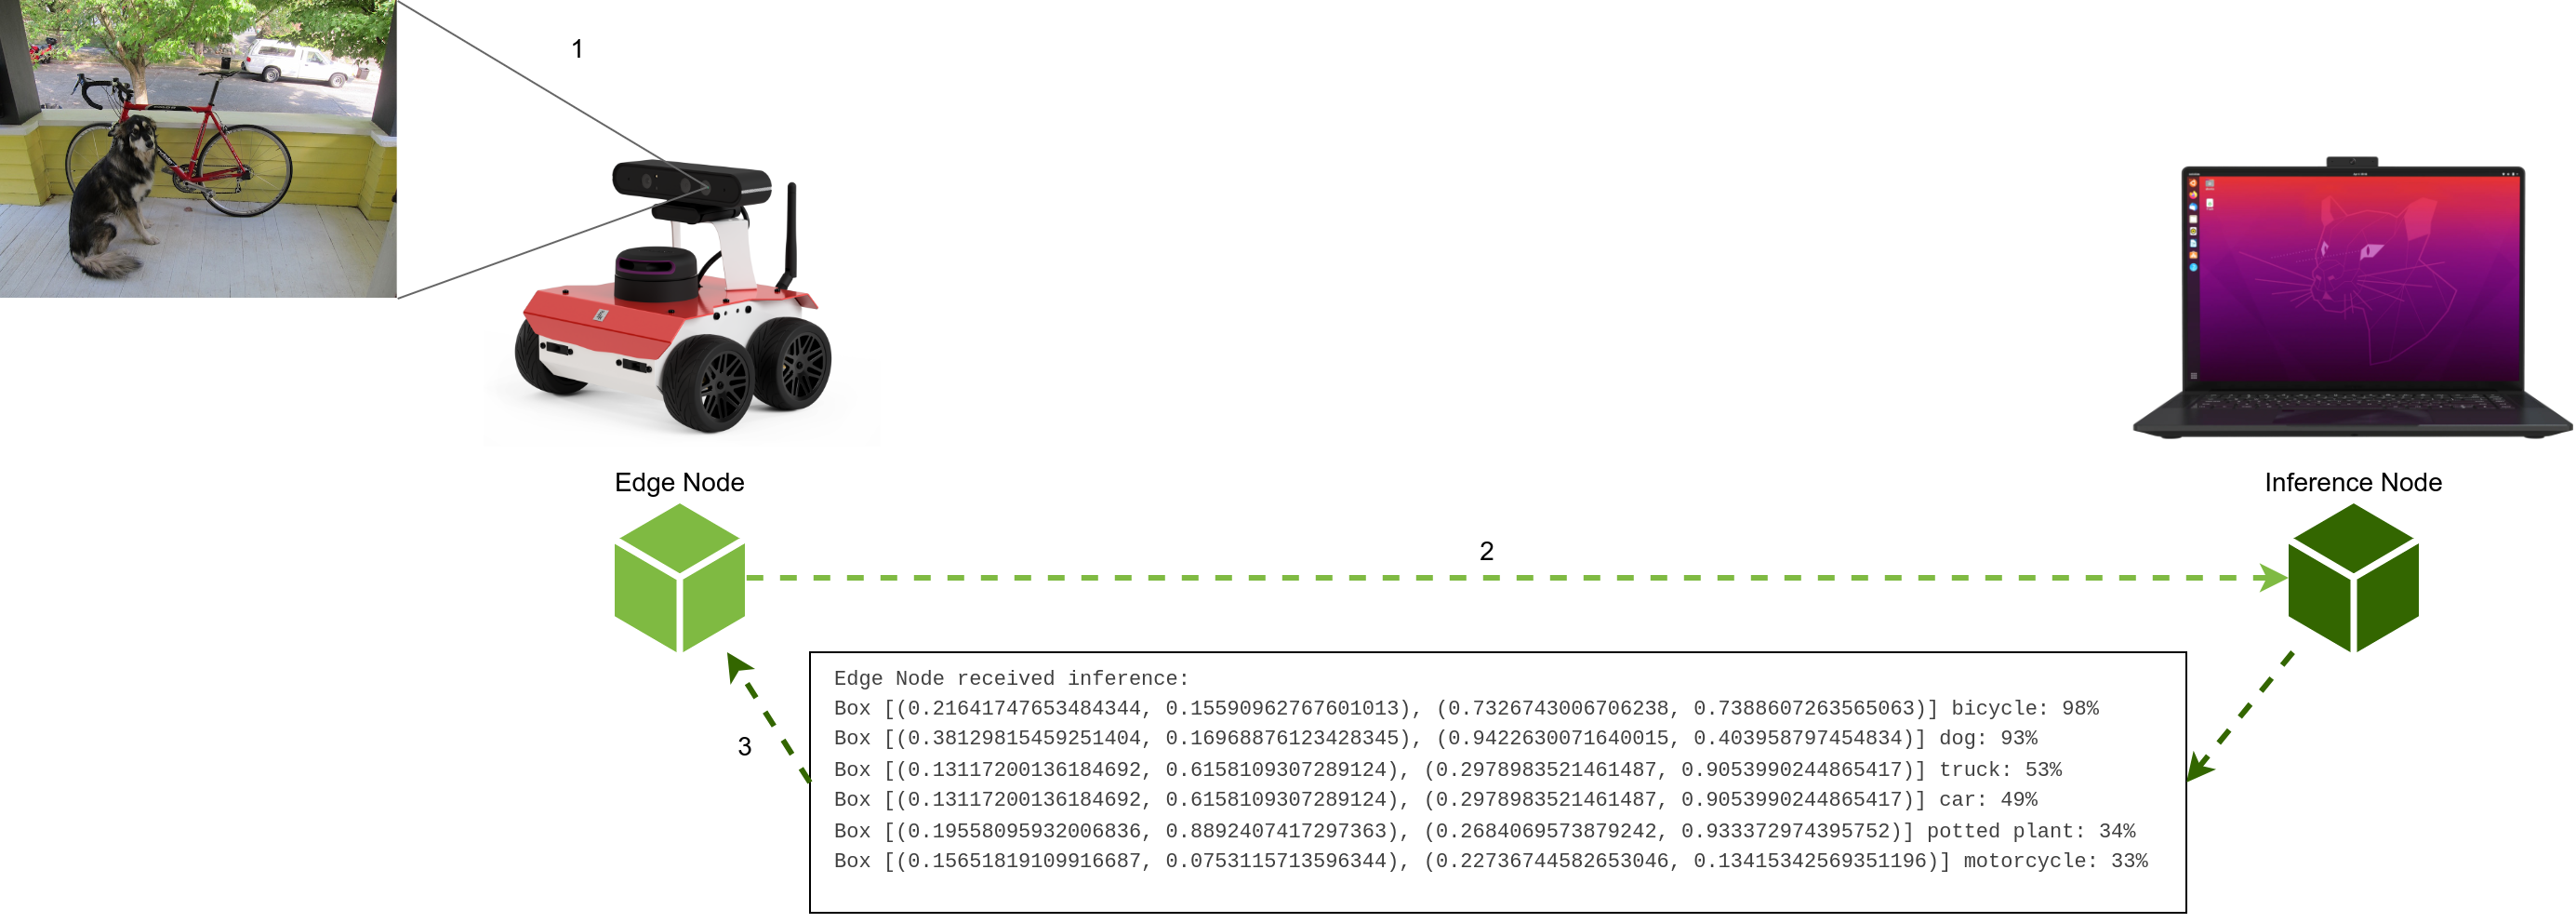 1
Edge Node
Inference Node
2
Edge Node received inference:
Box [(0.21641747653484344, 0.15590962767601013), (0.7326743006706238, 0.7388607263565063)] bicycle: 98%
Box [(0.38129815459251404, 0.16968876123428345), (0.9422630071640015, 0.403958797454834)] dog: 93%
Box [(0.13117200136184692, 0.6158109307289124), (0.2978983521461487, 0.9053990244865417)] truck: 53%
Box [(0.13117200136184692, 0.6158109307289124), (0.2978983521461487, 0.9053990244865417)] car: 49%
Box [(0.19558095932006836, 0.8892407417297363), (0.2684069573879242, 0.933372974395752)] potted plant: 34%
Box [(0.15651819109916687, 0.0753115713596344), (0.22736744582653046, 0.13415342569351196)] motorcycle: 33%
3